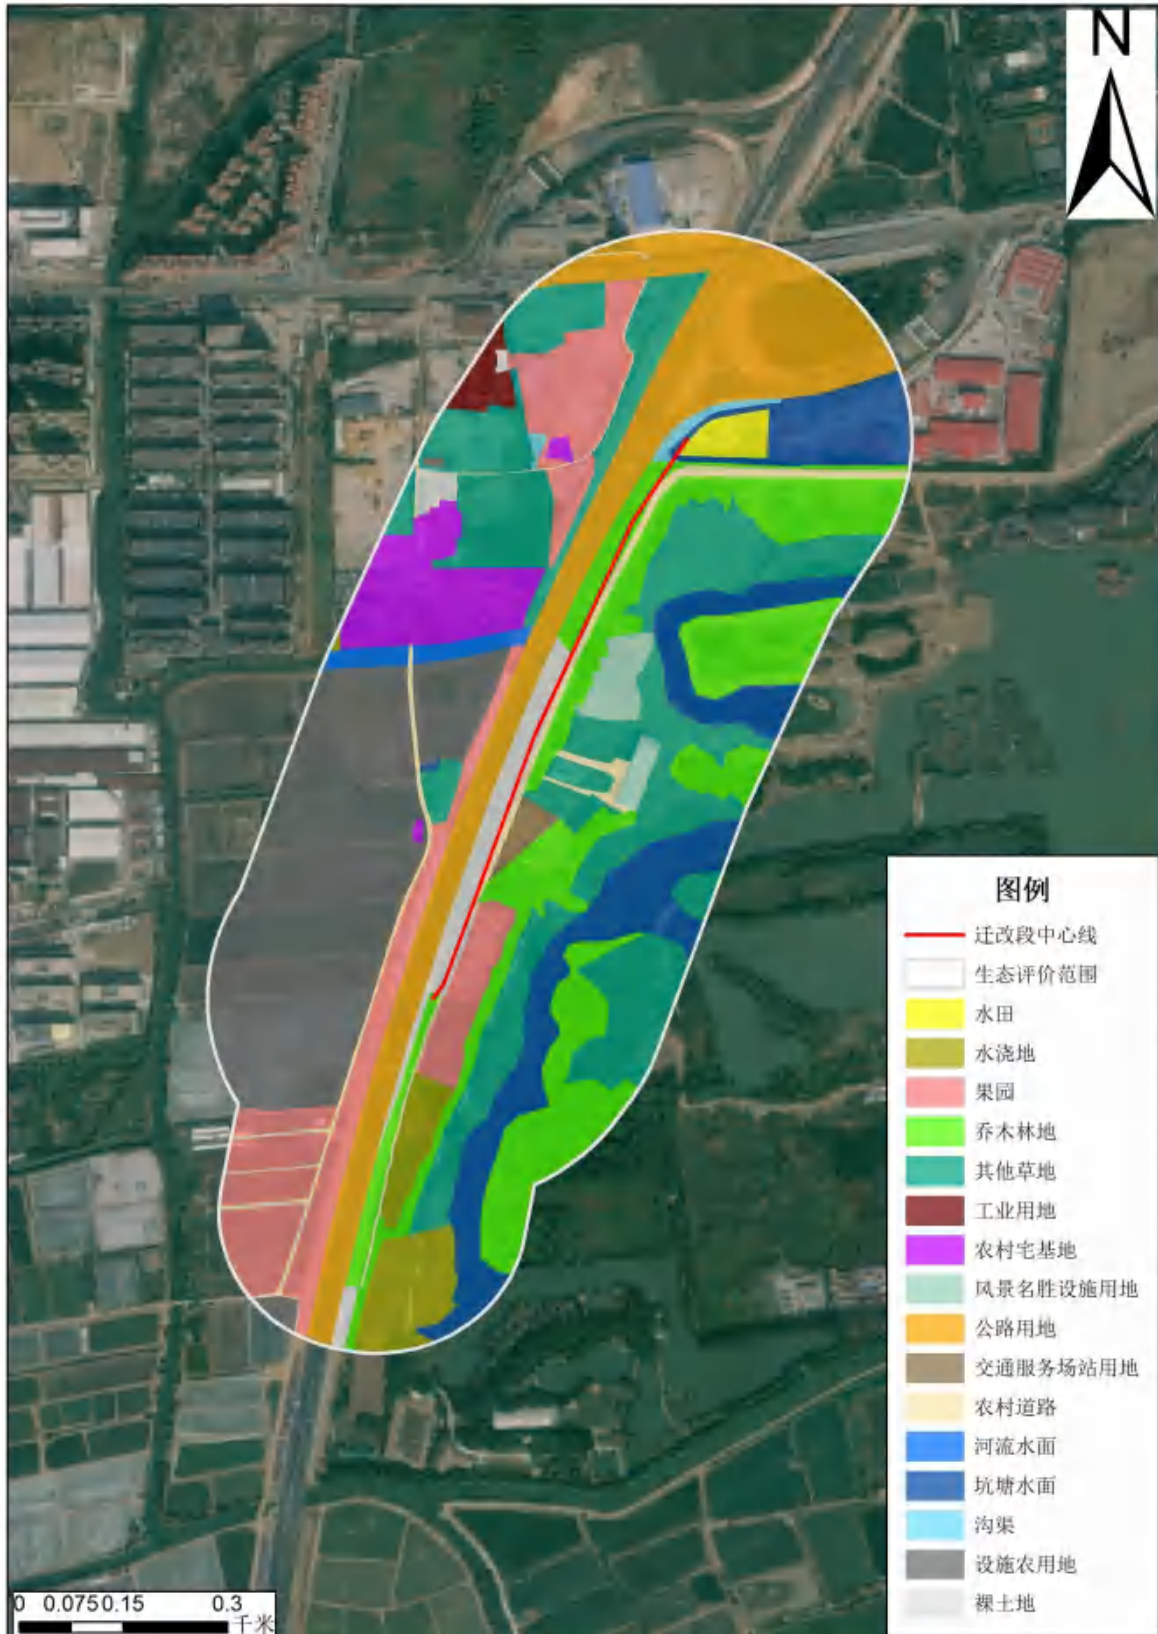 N
图例
迁改段中心线
生态评价范围
水田
水浇地
果园
乔木林地
其他草地
工业用地
农村宅基地
风景名胜设施用地
公路用地
交通服务场站用地
农村道路
河流水面
坑塘水面
沟渠
设施农用地
裸土地
0 0.075 0.15 0.3
千米